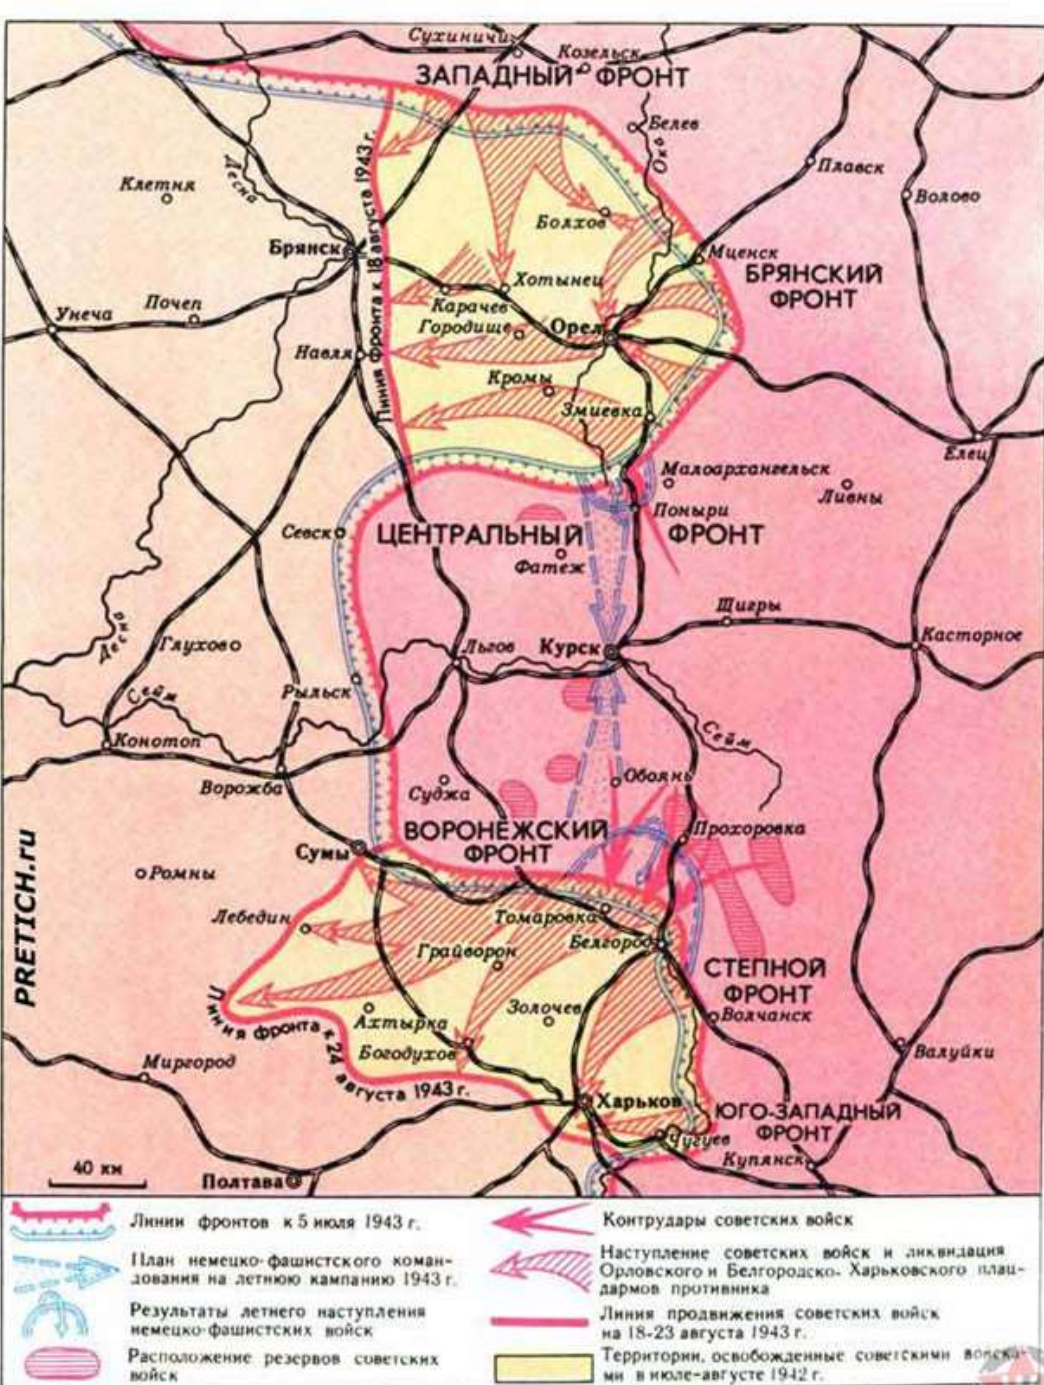 Сухиничи
Козельск
ЗАПАДНЫЙ ФРОНТ
Белев
Ока
Плавск
Десна
Клетня
Волово
Линия фронта к 18 августа 1943 г.
Болхов
Брянск
Мценск
БРЯНСКИЙ
ФРОНТ
Хотынец
Карачев
Почеп
Унеча
Городище
Орел
Навля
Кромы
Змиевка
Елец
Малоархангельск
Ливны
Поныри
Севск
ЦЕНТРАЛЬНЫЙ ФРОНТ
Фатеж
Щигры
Десна
Глухово
Льгов
Курск
Касторное
Рыльск
Сейм
Сейм
Конотоп
Ворожба
Суджа
Обоянь
ВОРОНЕЖСКИЙ
ФРОНТ
Прохоровка
Сумы
Ромны
PRETICH.ru
Лебедин
Томаровка
Белгород
Грайворон
СТЕПНОЙ
ФРОНТ
Золочев
Волчанск
Ахтырка
Линия фронта к 24 августа 1943 г.
Богодухов
Миргород
Валуйки
Харьков
ЮГО-ЗАПАДНЫЙ
ФРОНТ
Чугуев
Купянск
40 км
Полтава
Линии фронтов к 5 июля 1943 г.
План немецко-фашистского коман-
дования на летнюю кампанию 1943 г.
Результаты летнего наступления
немецко-фашистских войск
Расположение резервов советских
войск
Контрудары советских войск
Наступление советских войск и ликвидация
Орловского и Белгородско-Харьковского плац-
дармов противника
Линия продвижения советских войск
на 18-23 августа 1943 г.
Территории, освобожденные советскими войска-
ми в июле-августе 1942 г.